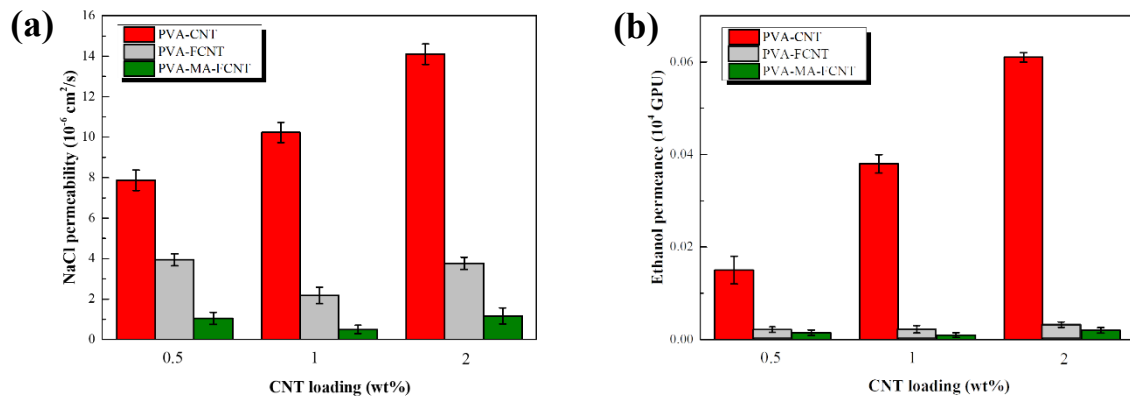 (a)
NaCl permeability (10⁻⁶ cm²/s)
16
14
12
10
8
6
4
2
0
PVA-CNT
PVA-FCNT
PVA-MA-FCNT
0.5 1 2
CNT loading (wt%)
(b)
Ethanol permeance (10⁴ GPU)
0.06
0.04
0.02
0.00
PVA-CNT
PVA-FCNT
PVA-MA-FCNT
0.5 1 2
CNT loading (wt%)